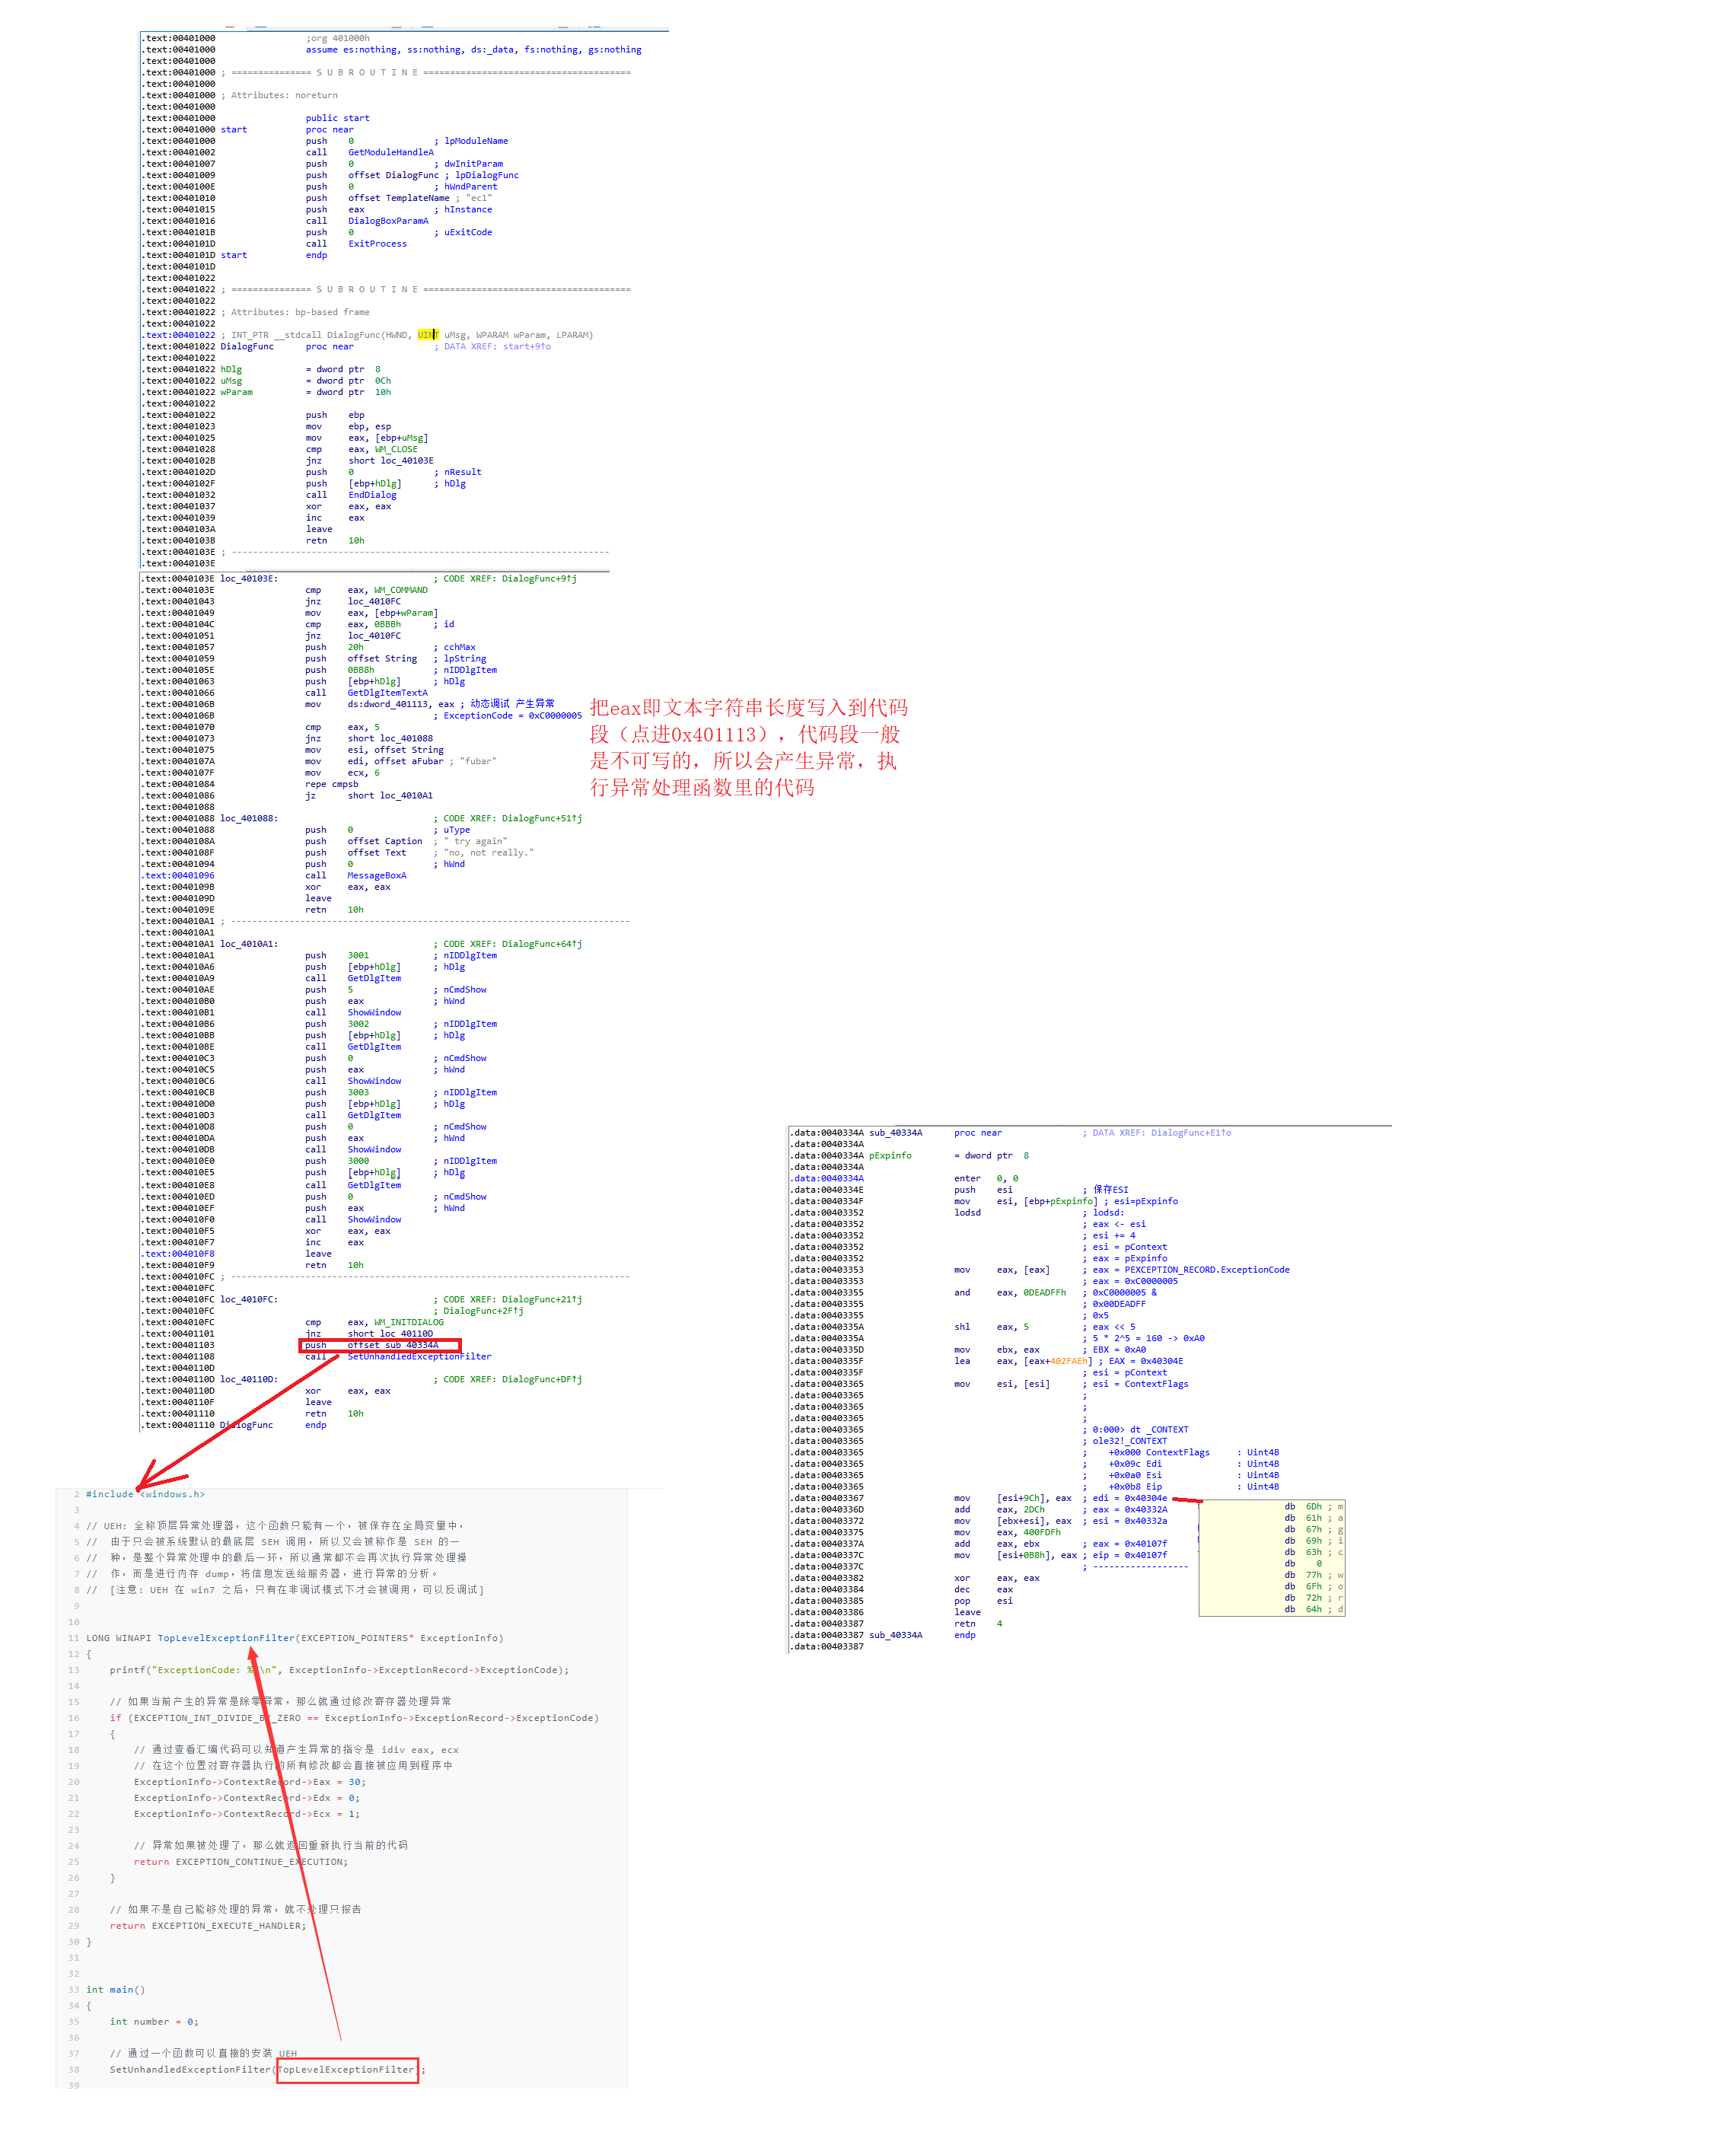 .text:00401000 ;org 401000h
.text:00401000 assume es:nothing, ss:nothing, ds:_data, fs:nothing, gs:nothing
.text:00401000
.text:00401000 ; =============== S U B R O U T I N E =======================================
.text:00401000
.text:00401000 ; Attributes: noreturn
.text:00401000
.text:00401000 public start
.text:00401000 start proc near
.text:00401000 push 0 ; lpModuleName
.text:00401002 call GetModuleHandleA
.text:00401007 push 0 ; dwInitParam
.text:00401009 push offset DialogFunc ; lpDialogFunc
.text:0040100E push 0 ; hWndParent
.text:00401010 push offset TemplateName ; "ec1"
.text:00401015 push eax ; hInstance
.text:00401016 call DialogBoxParamA
.text:0040101B push 0 ; uExitCode
.text:0040101D call ExitProcess
.text:0040101D start endp
.text:0040101D
.text:00401022
.text:00401022 ; =============== S U B R O U T I N E =======================================
.text:00401022
.text:00401022 ; Attributes: bp-based frame
.text:00401022
.text:00401022 ; INT_PTR __stdcall DialogFunc(HWND, UINT uMsg, WPARAM wParam, LPARAM)
.text:00401022 DialogFunc proc near ; DATA XREF: start+9↑o
.text:00401022
.text:00401022 hDlg = dword ptr 8
.text:00401022 uMsg = dword ptr 0Ch
.text:00401022 wParam = dword ptr 10h
.text:00401022
.text:00401022 push ebp
.text:00401023 mov ebp, esp
.text:00401025 mov eax, [ebp+uMsg]
.text:00401028 cmp eax, WM_CLOSE
.text:0040102B jnz short loc_40103E
.text:0040102D push 0 ; nResult
.text:0040102F push [ebp+hDlg] ; hDlg
.text:00401032 call EndDialog
.text:00401037 xor eax, eax
.text:00401039 inc eax
.text:0040103A leave
.text:0040103B retn 10h
.text:0040103E ; -----------------------------------------------------------------------
.text:0040103E
.text:0040103E loc_40103E: ; CODE XREF: DialogFunc+9↑j
.text:0040103E cmp eax, WM_COMMAND
.text:00401043 jnz loc_4010FC
.text:00401049 mov eax, [ebp+wParam]
.text:0040104C cmp eax, 0BBBh ; id
.text:00401051 jnz loc_4010FC
.text:00401057 push 20h ; cchMax
.text:00401059 push offset String ; lpString
.text:0040105E push 0BB8h ; nIDDlgItem
.text:00401063 push [ebp+hDlg] ; hDlg
.text:00401066 call GetDlgItemTextA
.text:0040106B mov ds:dword_401113, eax ; 动态调试 产生异常
.text:0040106B ; ExceptionCode = 0xC0000005
.text:00401070 cmp eax, 5
.text:00401073 jnz short loc_401088
.text:00401075 mov esi, offset String
.text:0040107A mov edi, offset aFubar ; "fubar"
.text:0040107F mov ecx, 6
.text:00401084 repe cmpsb
.text:00401086 jz short loc_4010A1
.text:00401088
.text:00401088 loc_401088: ; CODE XREF: DialogFunc+51↑j
.text:00401088 push 0 ; uType
.text:0040108A push offset Caption ; " try again"
.text:0040108F push offset Text ; "no, not really."
.text:00401094 push 0 ; hWnd
.text:00401096 call MessageBoxA
.text:0040109B xor eax, eax
.text:0040109D leave
.text:0040109E retn 10h
.text:004010A1 ; ---------------------------------------------------------------------------
.text:004010A1
.text:004010A1 loc_4010A1: ; CODE XREF: DialogFunc+64↑j
.text:004010A1 push 3001 ; nIDDlgItem
.text:004010A6 push [ebp+hDlg] ; hDlg
.text:004010A9 call GetDlgItem
.text:004010AE push 5 ; nCmdShow
.text:004010B0 push eax ; hWnd
.text:004010B1 call ShowWindow
.text:004010B6 push 3002 ; nIDDlgItem
.text:004010BB push [ebp+hDlg] ; hDlg
.text:004010BE call GetDlgItem
.text:004010C3 push 0 ; nCmdShow
.text:004010C5 push eax ; hWnd
.text:004010C6 call ShowWindow
.text:004010CB push 3003 ; nIDDlgItem
.text:004010D0 push [ebp+hDlg] ; hDlg
.text:004010D3 call GetDlgItem
.text:004010D8 push 0 ; nCmdShow
.text:004010DA push eax ; hWnd
.text:004010DB call ShowWindow
.text:004010E0 push 3000 ; nIDDlgItem
.text:004010E5 push [ebp+hDlg] ; hDlg
.text:004010E8 call GetDlgItem
.text:004010ED push 0 ; nCmdShow
.text:004010EF push eax ; hWnd
.text:004010F0 call ShowWindow
.text:004010F5 xor eax, eax
.text:004010F7 inc eax
.text:004010F8 leave
.text:004010F9 retn 10h
.text:004010FC ; ---------------------------------------------------------------------------
.text:004010FC
.text:004010FC loc_4010FC: ; CODE XREF: DialogFunc+21↑j
.text:004010FC ; DialogFunc+2F↑j
.text:004010FC cmp eax, WM_INITDIALOG
.text:00401101 jnz short loc_40110D
.text:00401103 push offset sub_40334A
.text:00401108 call SetUnhandledExceptionFilter
.text:0040110D
.text:0040110D loc_40110D: ; CODE XREF: DialogFunc+DF↑j
.text:0040110D xor eax, eax
.text:0040110F leave
.text:00401110 retn 10h
.text:00401110 DialogFunc endp
把eax即文本字符串长度写入到代码
段（点进0x401113），代码段一般
是不可写的，所以会产生异常，执
行异常处理函数里的代码
.data:0040334A sub_40334A proc near ; DATA XREF: DialogFunc+E1↑o
.data:0040334A
.data:0040334A pExpinfo = dword ptr 8
.data:0040334A
.data:0040334A enter 0, 0
.data:0040334E push esi ; 保存ESI
.data:0040334F mov esi, [ebp+pExpinfo] ; esi=pExpinfo
.data:00403352 lodsd ; lodsd:
.data:00403352 ; eax <- esi
.data:00403352 ; esi += 4
.data:00403352 ; esi = pContext
.data:00403352 ; eax = pExpinfo
.data:00403353 mov eax, [eax] ; eax = PEXCEPTION_RECORD.ExceptionCode
.data:00403353 ; eax = 0xC0000005
.data:00403355 and eax, 0DEADFFh ; 0xC0000005 &
.data:00403355 ; 0x00DEADFF
.data:00403355 ; 0x5
.data:0040335A shl eax, 5 ; eax << 5
.data:0040335A ; 5 * 2^5 = 160 -> 0xA0
.data:0040335D mov ebx, eax ; EBX = 0xA0
.data:0040335F lea eax, [eax+402FAEh] ; EAX = 0x40304E
.data:0040335F ; esi = pContext
.data:00403365 mov esi, [esi] ; esi = ContextFlags
.data:00403365 ;
.data:00403365 ;
.data:00403365 ;
.data:00403365 ; 0:000> dt _CONTEXT
.data:00403365 ; ole32!_CONTEXT
.data:00403365 ; +0x000 ContextFlags : Uint4B
.data:00403365 ; +0x09c Edi : Uint4B
.data:00403365 ; +0x0a0 Esi : Uint4B
.data:00403365 ; +0x0b8 Eip : Uint4B
.data:00403367 mov [esi+9Ch], eax ; edi = 0x40304e
.data:0040336D add eax, 2DCh ; eax = 0x40332A
.data:00403372 mov [ebx+esi], eax ; esi = 0x40332a
.data:00403375 mov eax, 400FDFh
.data:0040337A add eax, ebx ; eax = 0x40107f
.data:0040337C mov [esi+0B8h], eax ; eip = 0x40107f
.data:0040337C ; ------------------
.data:00403382 xor eax, eax
.data:00403384 dec eax
.data:00403385 pop esi
.data:00403386 leave
.data:00403387 retn 4
.data:00403387 sub_40334A endp
.data:00403387
db 6Dh ; m
db 61h ; a
db 67h ; g
db 69h ; i
db 63h ; c
db 0
db 77h ; w
db 6Fh ; o
db 72h ; r
db 64h ; d
2 #include <windows.h>
3
4 // UEH: 全称顶层异常处理器，这个函数只能有一个，被保存在全局变量中，
5 // 由于只会被系统默认的最底层 SEH 调用，所以又会被称作是 SEH 的一
6 // 种，是整个异常处理中的最后一环，所以通常都不会再次执行异常处理操
7 // 作，而是进行内存 dump，将信息发送给服务器，进行异常的分析。
8 // [注意: UEH 在 win7 之后，只有在非调试模式下才会被调用，可以反调试]
9
10
11 LONG WINAPI TopLevelExceptionFilter(EXCEPTION_POINTERS* ExceptionInfo)
12 {
13 printf("ExceptionCode: % \n", ExceptionInfo->ExceptionRecord->ExceptionCode);
14
15 // 如果当前产生的异常是除零异常，那么就通过修改寄存器处理异常
16 if (EXCEPTION_INT_DIVIDE_BY_ZERO == ExceptionInfo->ExceptionRecord->ExceptionCode)
17 {
18 // 通过查看汇编代码可以知道产生异常的指令是 idiv eax, ecx
19 // 在这个位置对寄存器执行的所有修改都会直接被应用到程序中
20 ExceptionInfo->ContextRecord->Eax = 30;
21 ExceptionInfo->ContextRecord->Edx = 0;
22 ExceptionInfo->ContextRecord->Ecx = 1;
23
24 // 异常如果被处理了，那么就返回重新执行当前的代码
25 return EXCEPTION_CONTINUE_EXECUTION;
26 }
27
28 // 如果不是自己能够处理的异常，就不处理只报告
29 return EXCEPTION_EXECUTE_HANDLER;
30 }
31
32
33 int main()
34 {
35 int number = 0;
36
37 // 通过一个函数可以直接的安装 UEH
38 SetUnhandledExceptionFilter(TopLevelExceptionFilter);
39